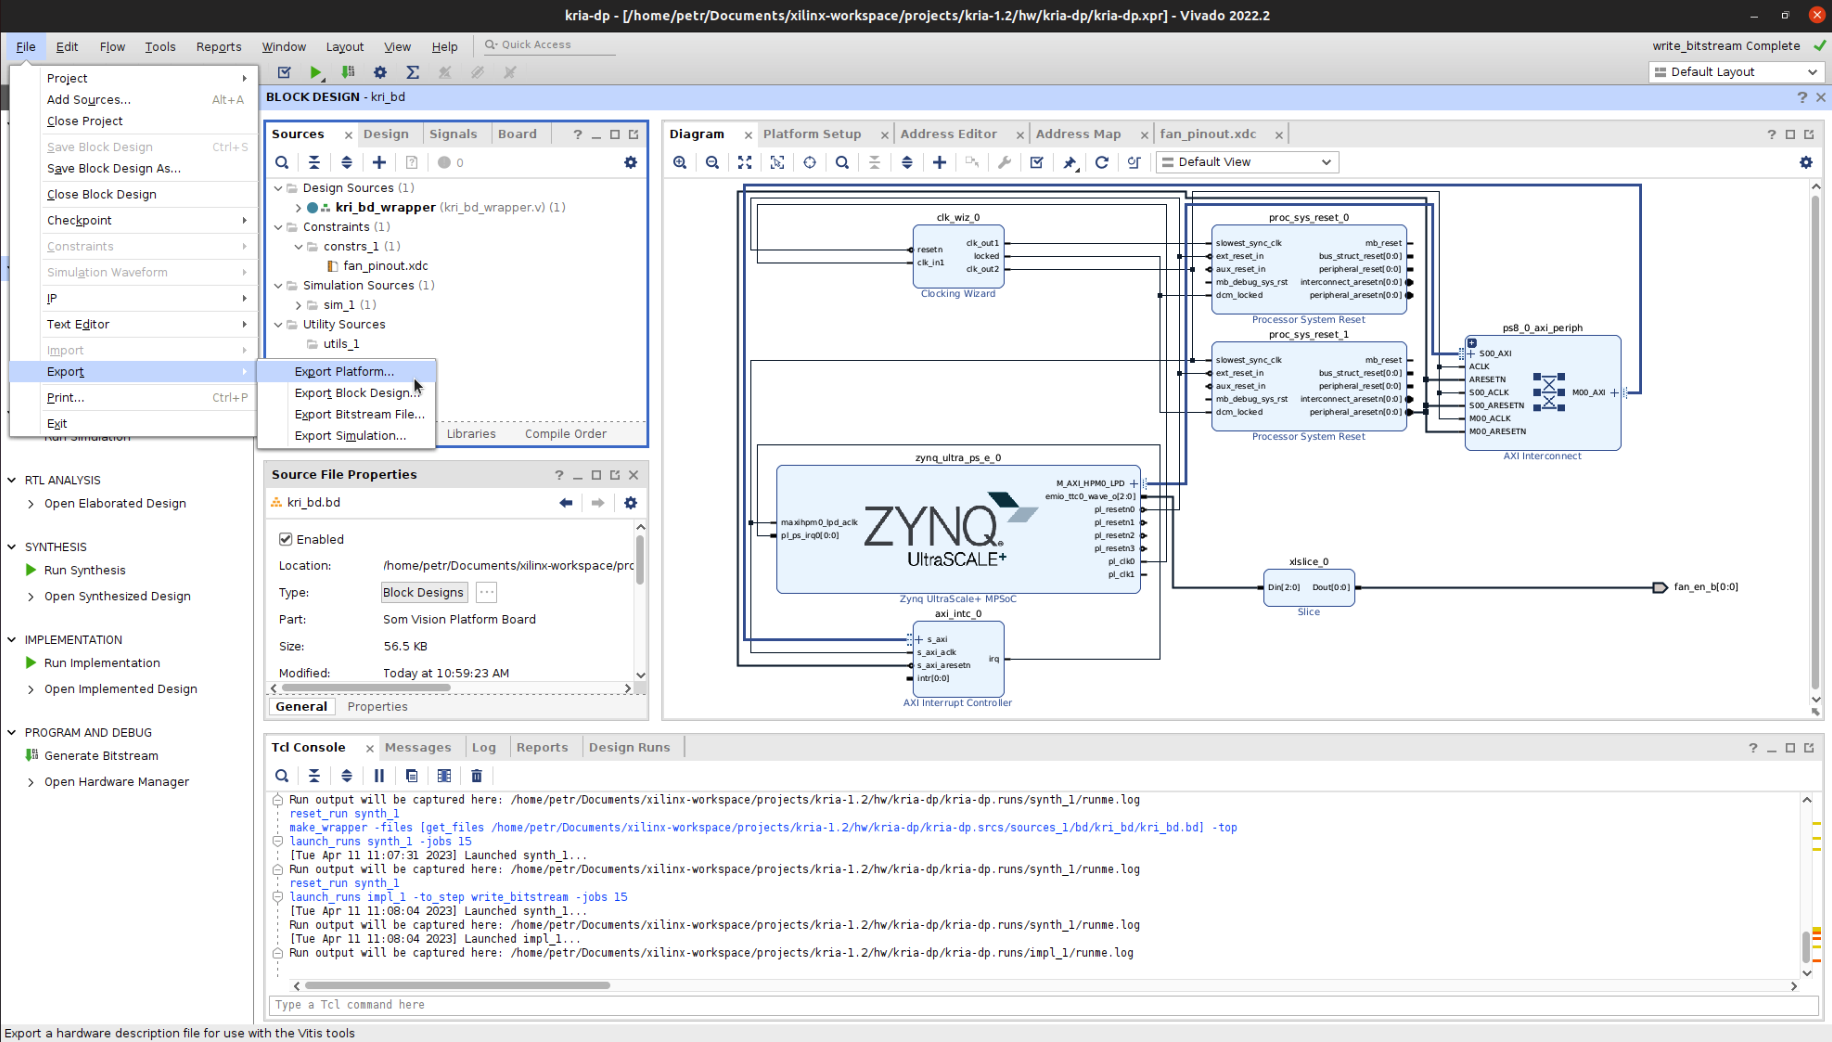 kria-dp - [/home/petr/Documents/xilinx-workspace/projects/kria-1.2/hw/kria-dp/kria-dp.xpr] - Vivado 2022.2
File Edit Flow Tools Reports Window Layout View Help Quick Access
write_bitstream Complete
Default Layout
Project
Add Sources... Alt+A
Close Project
Save Block Design Ctrl+S
Save Block Design As...
Close Block Design
Checkpoint
Constraints
Simulation Waveform
IP
Text Editor
Import
Export
Print... Ctrl+P
Exit
Export Platform...
Export Block Design...
Export Bitstream File...
Export Simulation...
Run Simulation
RTL ANALYSIS
Open Elaborated Design
SYNTHESIS
Run Synthesis
Open Synthesized Design
IMPLEMENTATION
Run Implementation
Open Implemented Design
PROGRAM AND DEBUG
Generate Bitstream
Open Hardware Manager
BLOCK DESIGN - kri_bd
Sources Design Signals Board
0
Design Sources (1)
kri_bd_wrapper (kri_bd_wrapper.v) (1)
Constraints (1)
constrs_1 (1)
fan_pinout.xdc
Simulation Sources (1)
sim_1 (1)
Utility Sources
utils_1
Libraries Compile Order
Source File Properties
kri_bd.bd
Enabled
Location: /home/petr/Documents/xilinx-workspace/pro
Type: Block Designs
Part: Som Vision Platform Board
Size: 56.5 KB
Modified: Today at 10:59:23 AM
General Properties
Diagram Platform Setup Address Editor Address Map fan_pinout.xdc
Default View
clk_wiz_0
resetn
clk_in1
clk_out1
locked
clk_out2
Clocking Wizard
proc_sys_reset_0
slowest_sync_clk
ext_reset_in
aux_reset_in
mb_debug_sys_rst
dcm_locked
mb_reset
bus_struct_reset[0:0]
peripheral_reset[0:0]
interconnect_aresetn[0:0]
peripheral_aresetn[0:0]
Processor System Reset
proc_sys_reset_1
slowest_sync_clk
ext_reset_in
aux_reset_in
mb_debug_sys_rst
dcm_locked
mb_reset
bus_struct_reset[0:0]
peripheral_reset[0:0]
interconnect_aresetn[0:0]
peripheral_aresetn[0:0]
Processor System Reset
ps8_0_axi_periph
S00_AXI
ACLK
ARESETN
S00_ACLK
S00_ARESETN
M00_ACLK
M00_ARESETN
M00_AXI
AXI Interconnect
zynq_ultra_ps_e_0
maxihpm0_lpd_aclk
pl_ps_irq0[0:0]
ZYNQ
UltraSCALE+
M_AXI_HPM0_LPD
emio_ttc0_wave_o[2:0]
pl_resetn0
pl_resetn1
pl_resetn2
pl_resetn3
pl_clk0
pl_clk1
Zynq UltraScale+ MPSoC
axi_intc_0
s_axi
s_axi_aclk
s_axi_aresetn
intr[0:0]
irq
AXI Interrupt Controller
xlslice_0
Din[2:0] Dout[0:0]
Slice
fan_en_b[0:0]
Tcl Console Messages Log Reports Design Runs
Run output will be captured here: /home/petr/Documents/xilinx-workspace/projects/kria-1.2/hw/kria-dp/kria-dp.runs/synth_1/runme.log
reset_run synth_1
make_wrapper -files [get_files /home/petr/Documents/xilinx-workspace/projects/kria-1.2/hw/kria-dp/kria-dp.srcs/sources_1/bd/kri_bd/kri_bd.bd] -top
launch_runs synth_1 -jobs 15
[Tue Apr 11 11:07:31 2023] Launched synth_1...
Run output will be captured here: /home/petr/Documents/xilinx-workspace/projects/kria-1.2/hw/kria-dp/kria-dp.runs/synth_1/runme.log
reset_run synth_1
launch_runs impl_1 -to_step write_bitstream -jobs 15
[Tue Apr 11 11:08:04 2023] Launched synth_1...
Run output will be captured here: /home/petr/Documents/xilinx-workspace/projects/kria-1.2/hw/kria-dp/kria-dp.runs/synth_1/runme.log
[Tue Apr 11 11:08:04 2023] Launched impl_1...
Run output will be captured here: /home/petr/Documents/xilinx-workspace/projects/kria-1.2/hw/kria-dp/kria-dp.runs/impl_1/runme.log
Type a Tcl command here
Export a hardware description file for use with the Vitis tools